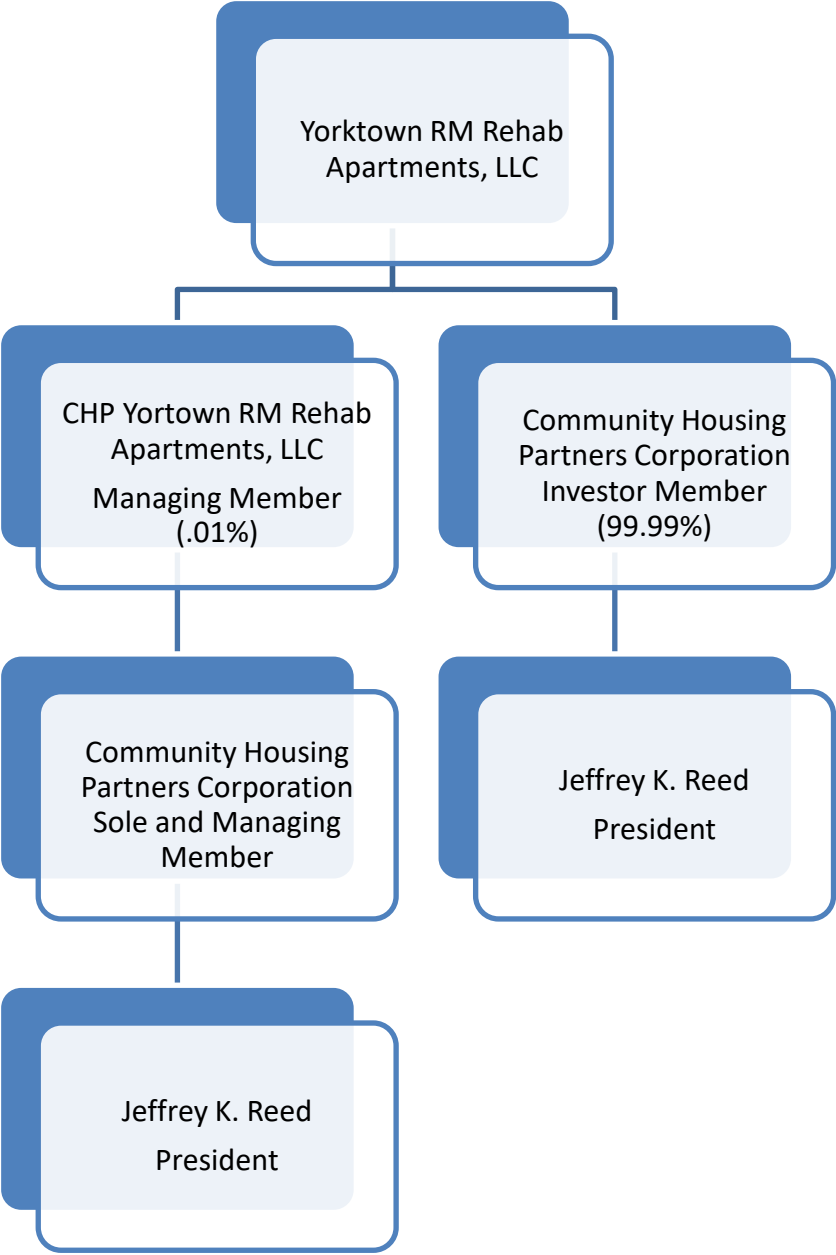 Yorktown RM Rehab
Apartments, LLC
CHP Yortown RM Rehab
Apartments, LLC
Managing Member
(.01%)
Community Housing
Partners Corporation
Investor Member
(99.99%)
Community Housing
Partners Corporation
Sole and Managing
Member
Jeffrey K. Reed
President
Jeffrey K. Reed
President